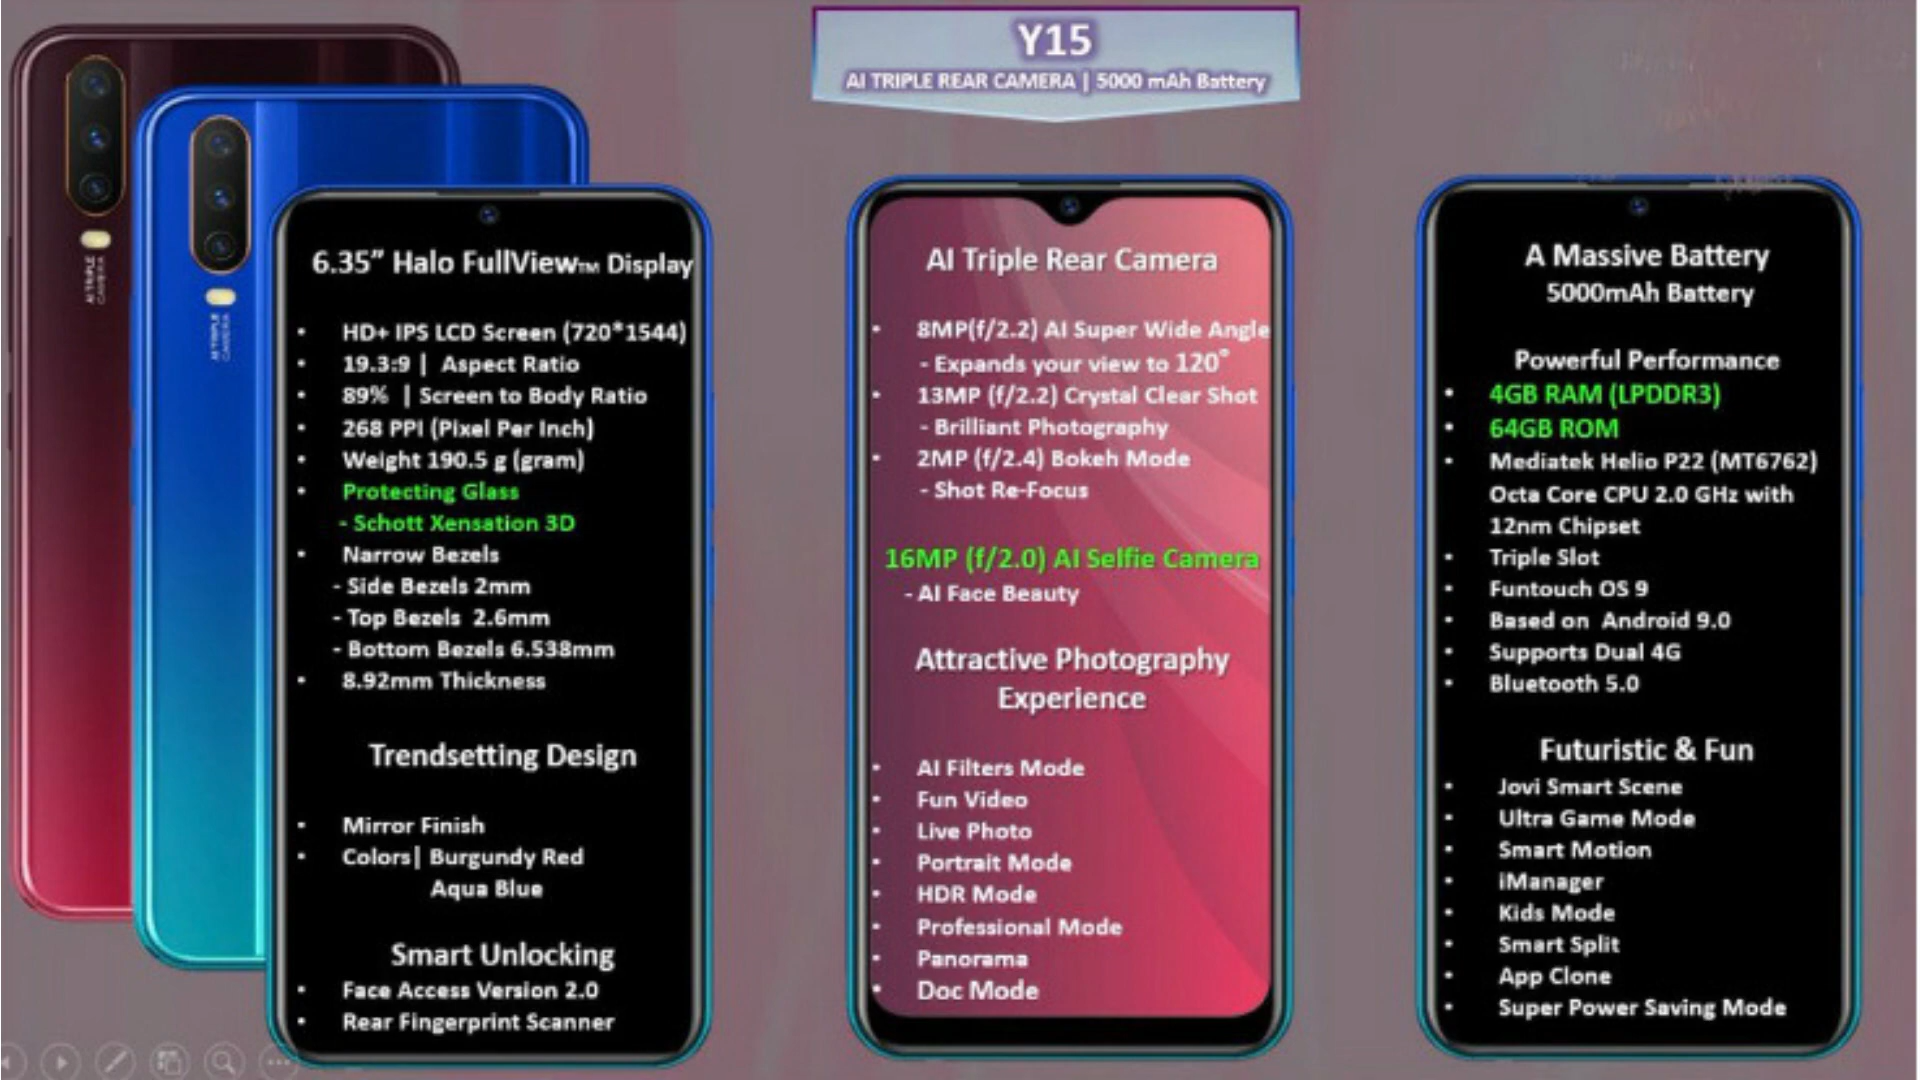 Y15
AI TRIPLE REAR CAMERA | 5000 mAh Battery
AI TRIPLE
CAMERA
AI TRIPLE
CAMERA
6.35” Halo FullView™ Display
• HD+ IPS LCD Screen (720*1544)
• 19.3:9 | Aspect Ratio
• 89% | Screen to Body Ratio
• 268 PPI (Pixel Per Inch)
• Weight 190.5 g (gram)
• Protecting Glass
- Schott Xensation 3D
• Narrow Bezels
- Side Bezels 2mm
- Top Bezels 2.6mm
- Bottom Bezels 6.538mm
• 8.92mm Thickness
Trendsetting Design
• Mirror Finish
• Colors| Burgundy Red
Aqua Blue
Smart Unlocking
• Face Access Version 2.0
• Rear Fingerprint Scanner
AI Triple Rear Camera
• 8MP(f/2.2) AI Super Wide Angle
- Expands your view to 120°
• 13MP (f/2.2) Crystal Clear Shot
- Brilliant Photography
• 2MP (f/2.4) Bokeh Mode
- Shot Re-Focus
16MP (f/2.0) AI Selfie Camera
- AI Face Beauty
Attractive Photography
Experience
• AI Filters Mode
• Fun Video
• Live Photo
• Portrait Mode
• HDR Mode
• Professional Mode
• Panorama
• Doc Mode
A Massive Battery
5000mAh Battery
Powerful Performance
• 4GB RAM (LPDDR3)
• 64GB ROM
• Mediatek Helio P22 (MT6762)
Octa Core CPU 2.0 GHz with
12nm Chipset
• Triple Slot
• Funtouch OS 9
• Based on Android 9.0
• Supports Dual 4G
• Bluetooth 5.0
Futuristic & Fun
• Jovi Smart Scene
• Ultra Game Mode
• Smart Motion
• iManager
• Kids Mode
• Smart Split
• App Clone
• Super Power Saving Mode